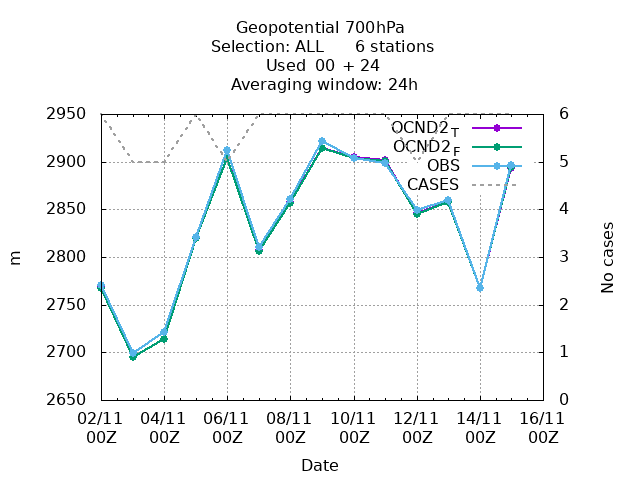 Geopotential 700hPa
Selection: ALL 6 stations
Used 00 + 24
Averaging window: 24h
2950
2900
2850
2800
2750
2700
2650
m
6
5
4
3
2
1
0
No cases
OCND2_T
OCND2_F
OBS
CASES
02/11 04/11 06/11 08/11 10/11 12/11 14/11 16/11
00Z 00Z 00Z 00Z 00Z 00Z 00Z 00Z
Date